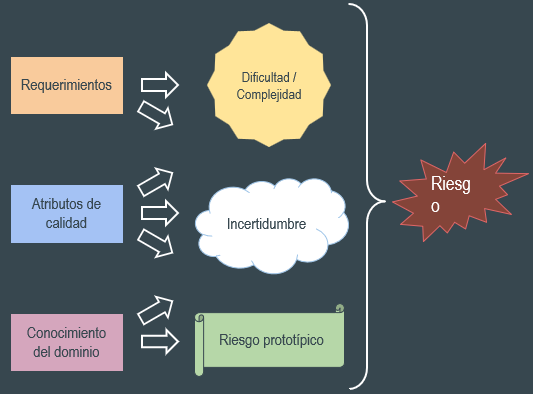 Requerimientos
Dificultad /
Complejidad
Atributos de
calidad
Incertidumbre
Riesg
o
Conocimiento
del dominio
Riesgo prototípico